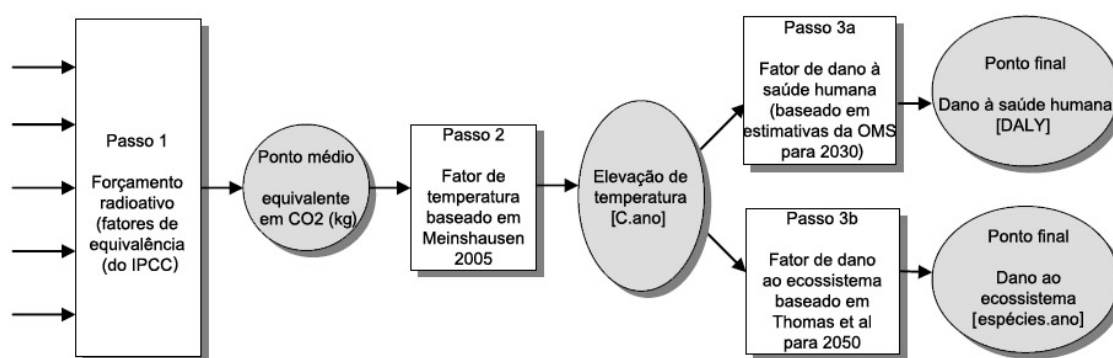 Passo 1
Forçamento
radioativo
(fatores de
equivalência
(do IPCC)
Ponto médio
equivalente
em CO2 (kg)
Passo 2
Fator de
temperatura
baseado em
Meinshausen
2005
Elevação de
temperatura
[C.ano]
Passo 3a
Fator de dano à
saúde humana
(baseado em
estimativas da OMS
para 2030)
Ponto final
Dano à saúde humana
[DALY]
Passo 3b
Fator de dano
ao ecossistema
baseado em
Thomas et al
para 2050
Ponto final
Dano ao
ecossistema
[espécies.ano]